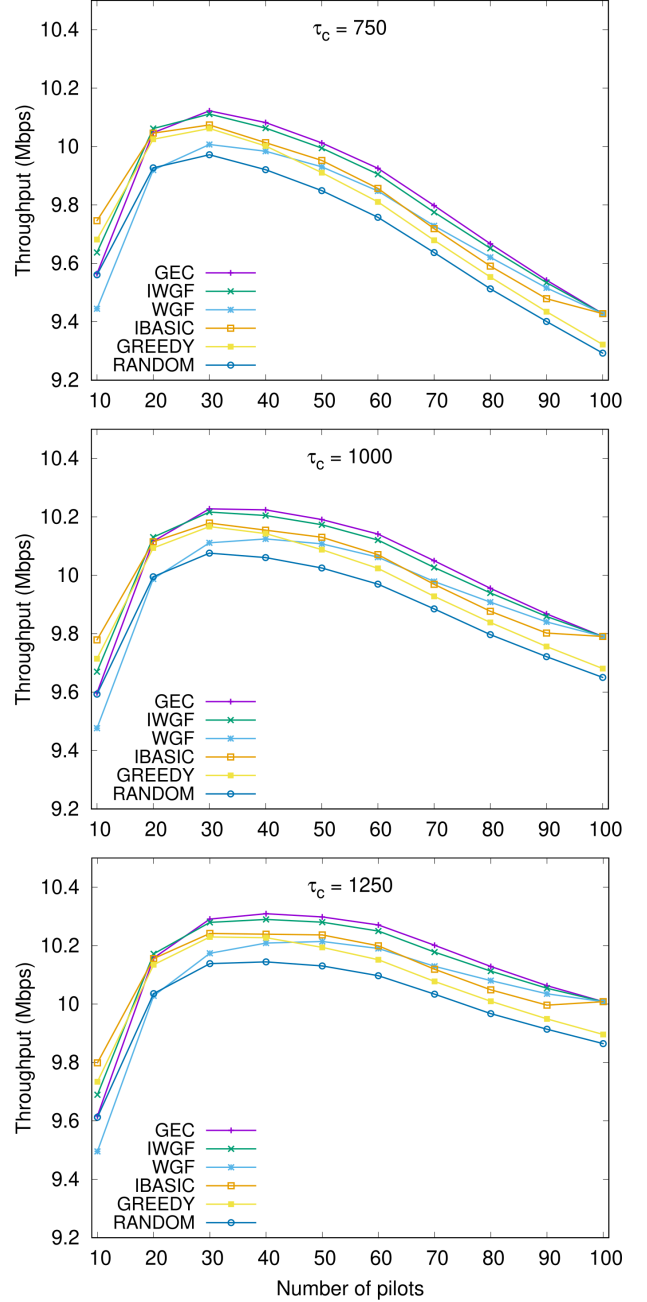 τc = 750
Throughput (Mbps)
10.4
10.2
10
9.8
9.6
9.4
9.2
GEC
IWGF
WGF
IBASIC
GREEDY
RANDOM
10 20 30 40 50 60 70 80 90 100
τc = 1000
Throughput (Mbps)
10.4
10.2
10
9.8
9.6
9.4
9.2
GEC
IWGF
WGF
IBASIC
GREEDY
RANDOM
10 20 30 40 50 60 70 80 90 100
τc = 1250
Throughput (Mbps)
10.4
10.2
10
9.8
9.6
9.4
9.2
GEC
IWGF
WGF
IBASIC
GREEDY
RANDOM
10 20 30 40 50 60 70 80 90 100
Number of pilots